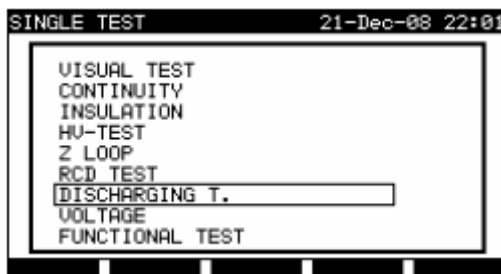 SINGLE TEST 21-Dec-08 22:01
VISUAL TEST
CONTINUITY
INSULATION
HV-TEST
Z LOOP
RCD TEST
DISCHARGING T.
VOLTAGE
FUNCTIONAL TEST